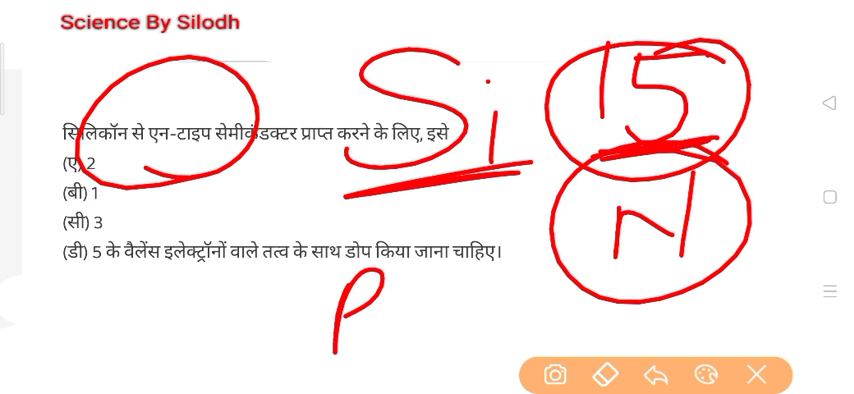 Science By Silodh
Si 15
सिलिकॉन से एन-टाइप सेमीकंडक्टर प्राप्त करने के लिए, इसे
(ए) 2
(बी) 1
N
(सी) 3
(डी) 5 के वैलेंस इलेक्ट्रॉनों वाले तत्व के साथ डोप किया जाना चाहिए।
P